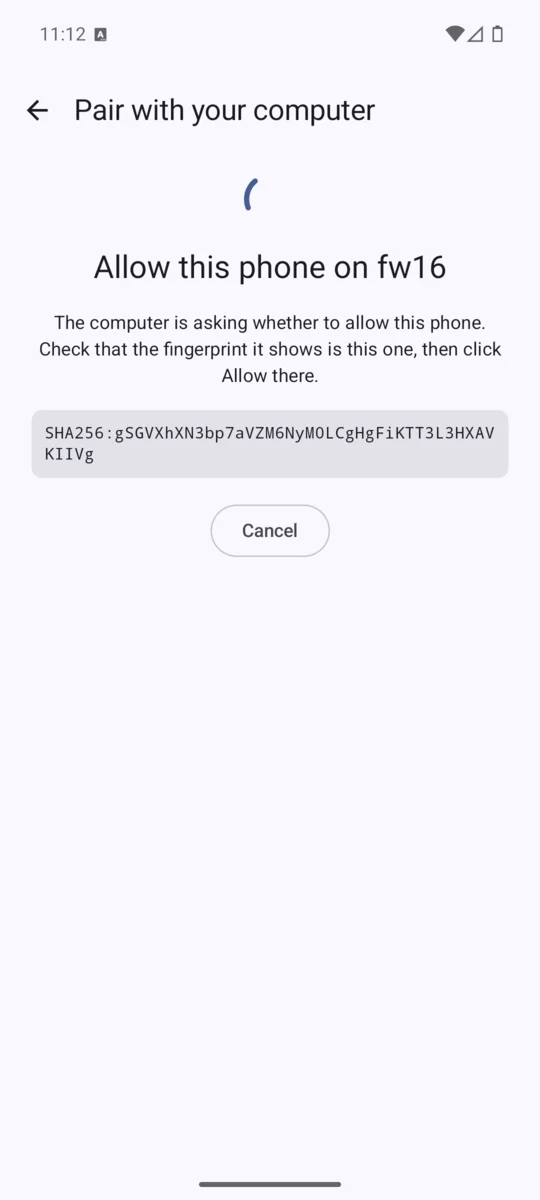 11:12
Pair with your computer
Allow this phone on fw16
The computer is asking whether to allow this phone.
Check that the fingerprint it shows is this one, then click
Allow there.
SHA256:gSGVXhXN3bp7aVZM6NyMOLCgHgFiKTT3L3HXAV
KIIVg
Cancel